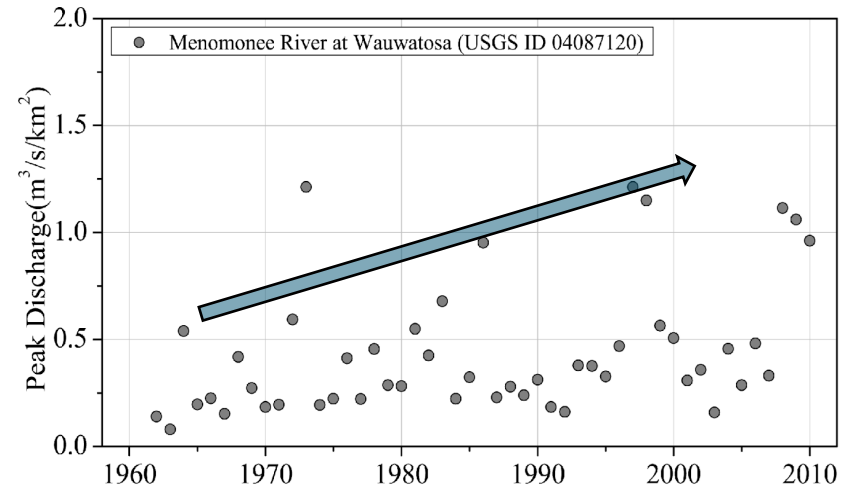 2.0
Menomonee River at Wauwatosa (USGS ID 04087120)
1.5
1.0
0.5
0.0
Peak Discharge(m³/s/km²)
1960 1970 1980 1990 2000 2010